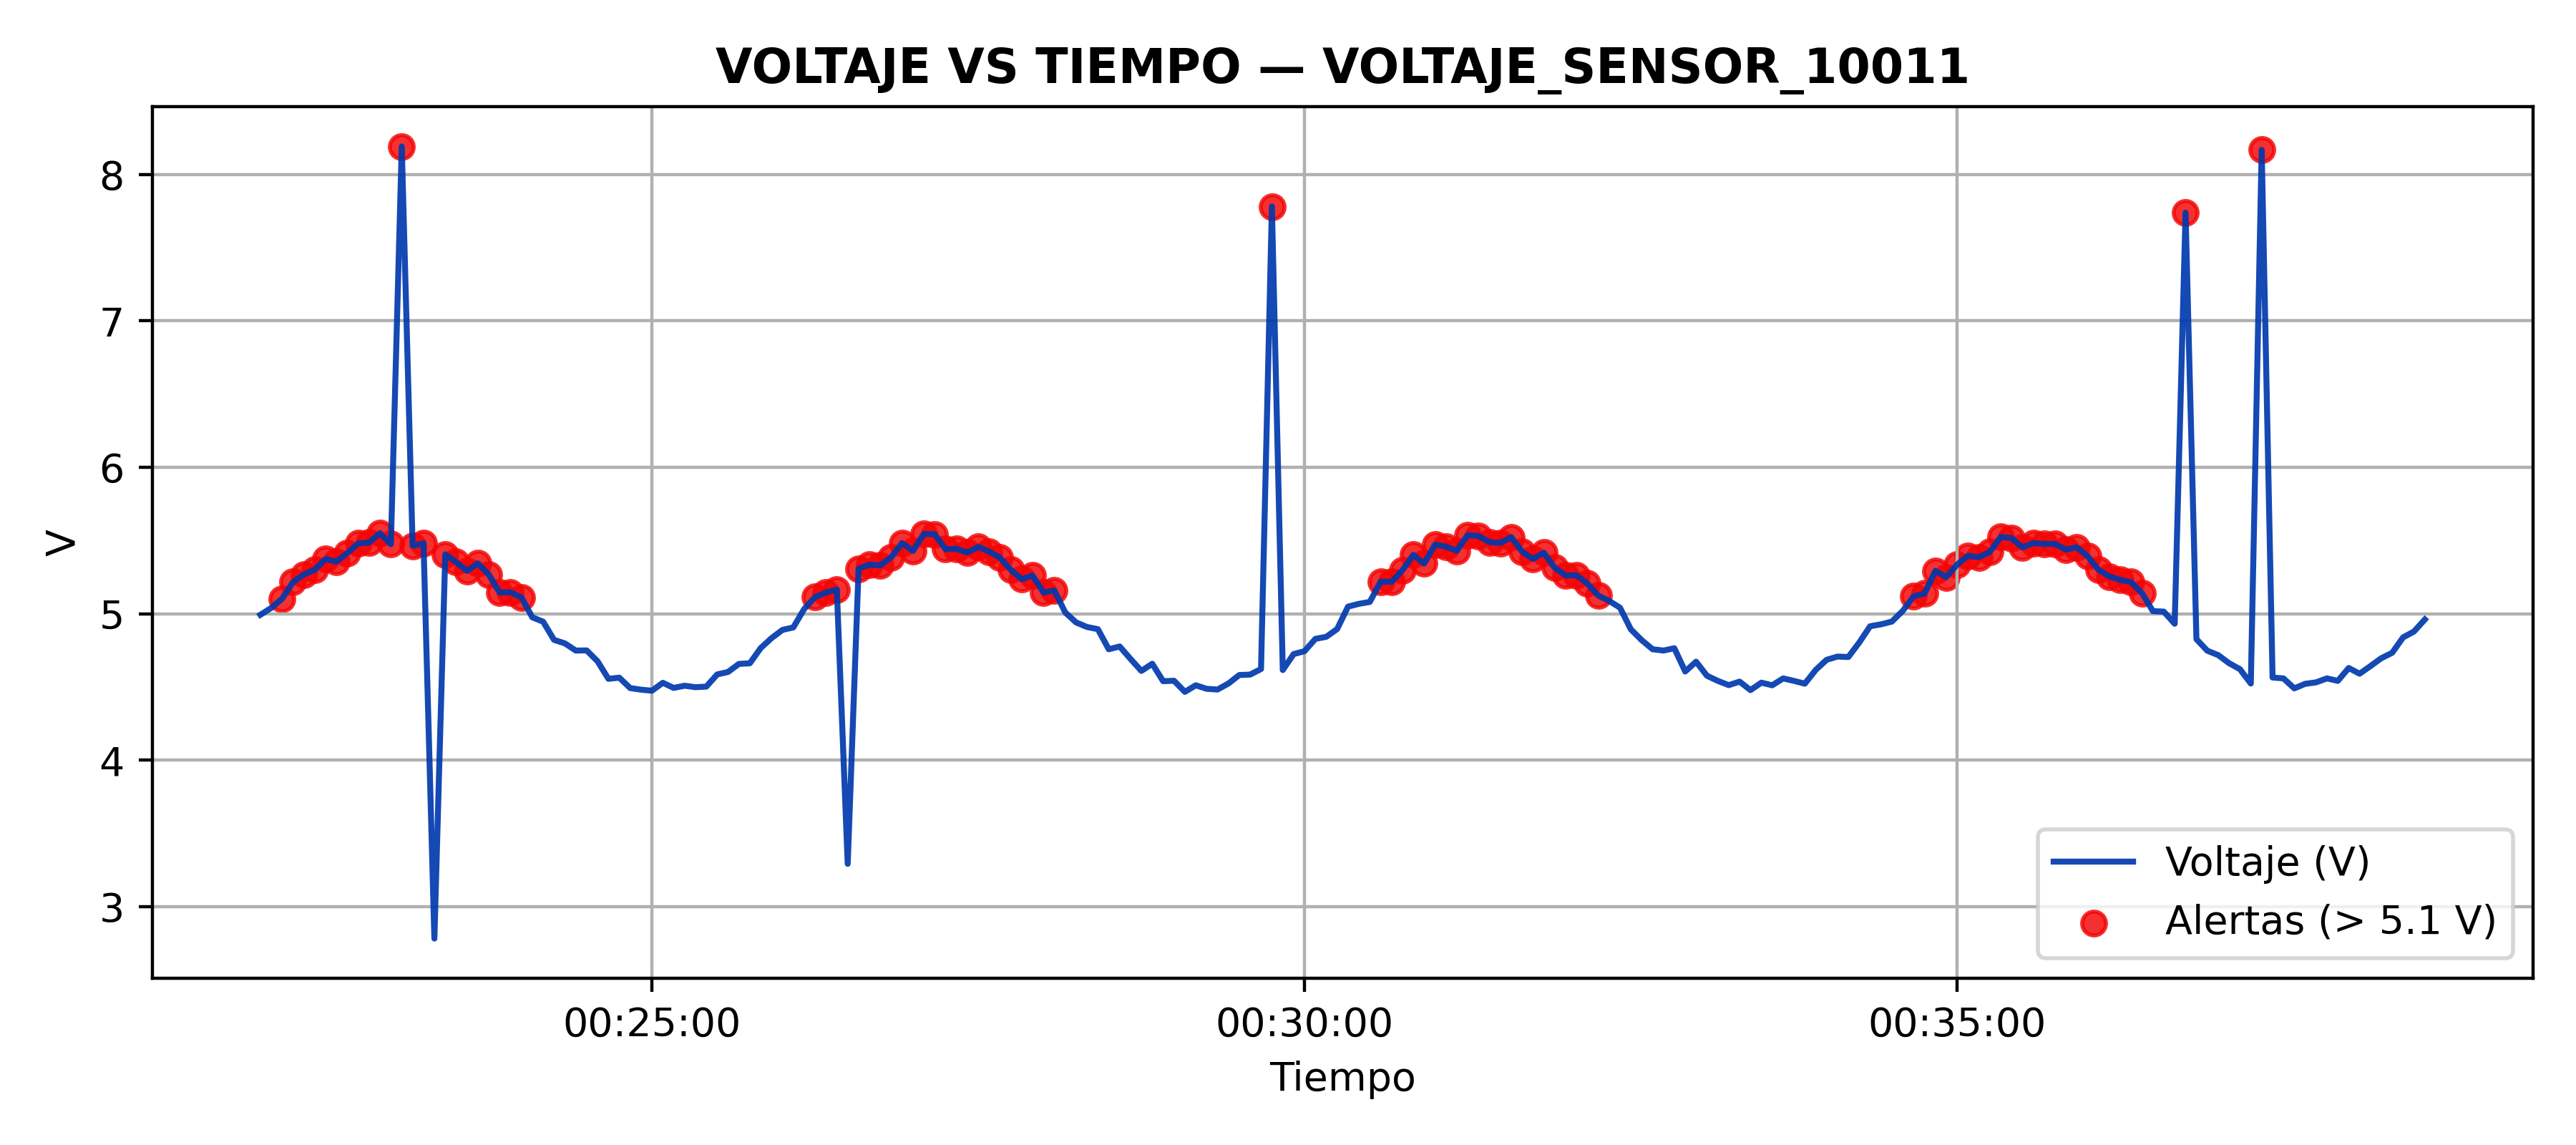 VOLTAJE VS TIEMPO — VOLTAJE_SENSOR_10011
V
8
7
6
5
4
3
Voltaje (V)
Alertas (> 5.1 V)
00:25:00
00:30:00
00:35:00
Tiempo